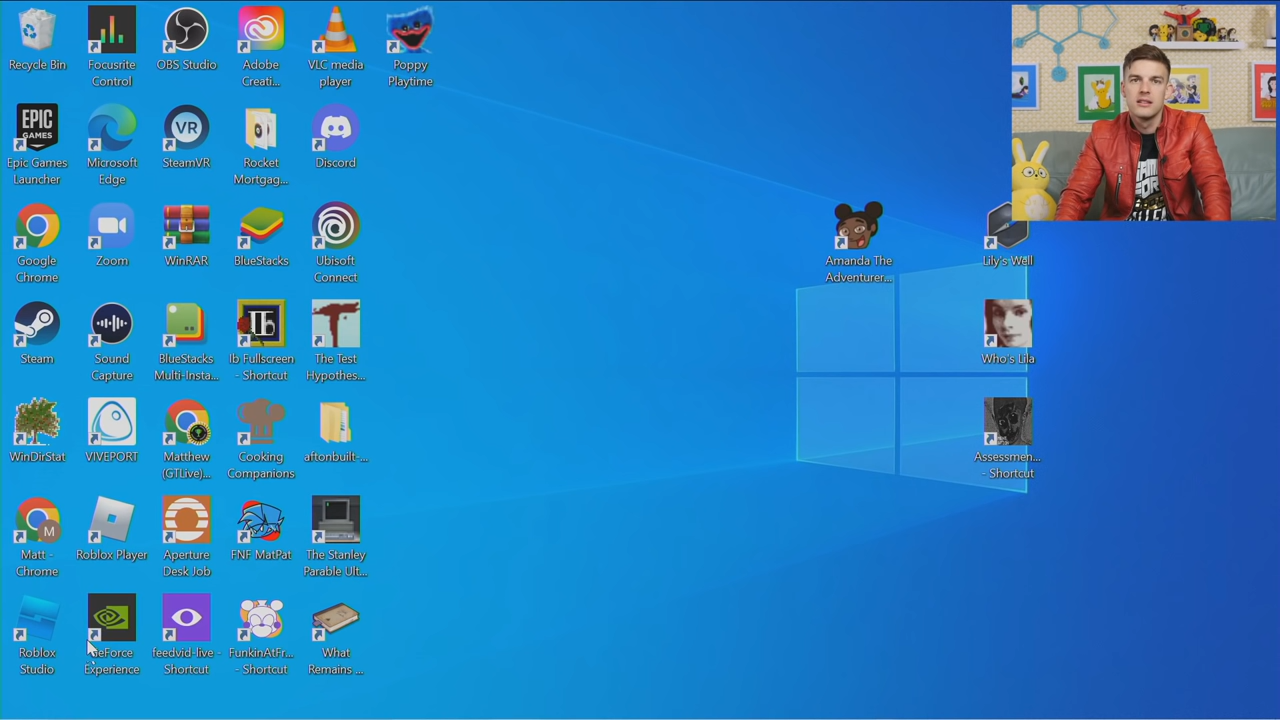 Recycle Bin
Focusrite
Control
OBS Studio
Adobe
Creati...
VLC media
player
Poppy
Playtime
EPIC
GAMES
Epic Games
Launcher
Microsoft
Edge
VR
SteamVR
Rocket
Mortgag...
Discord
Google
Chrome
Zoom
WinRAR
BlueStacks
Ubisoft
Connect
Amanda The
Adventurer...
Lily's Well
Steam
Sound
Capture
BlueStacks
Multi-Insta...
Ib Fullscreen
- Shortcut
The Test
Hypothes...
Who's Lila
WinDirStat
VIVEPORT
Matthew
(GTLive)...
Cooking
Companions
aftonbuilt-...
Assessmen...
- Shortcut
M
Matt -
Chrome
Roblox Player
Aperture
Desk Job
FNF MatPat
The Stanley
Parable Ult...
Roblox
Studio
eForce
Experience
feedvid-live -
Shortcut
FunkinAtFr...
- Shortcut
What
Remains ...